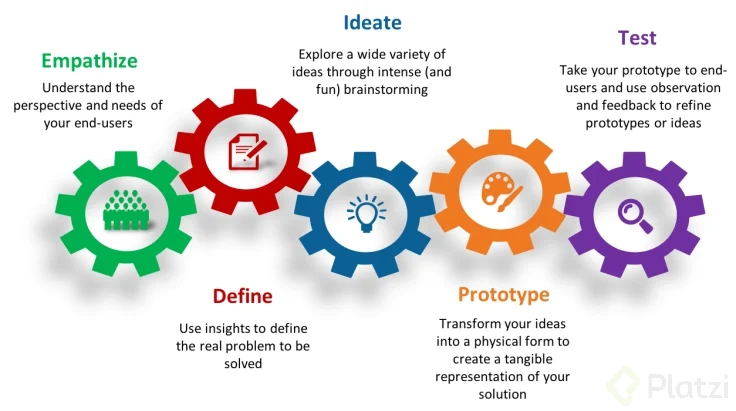 Empathize
Understand the
perspective and needs of
your end-users
Define
Use insights to define
the real problem to be
solved
Ideate
Explore a wide variety of
ideas through intense (and
fun) brainstorming
Prototype
Transform your ideas
into a physical form to
create a tangible
representation of your
solution
Test
Take your prototype to end-
users and use observation
and feedback to refine
prototypes or ideas
Platzi